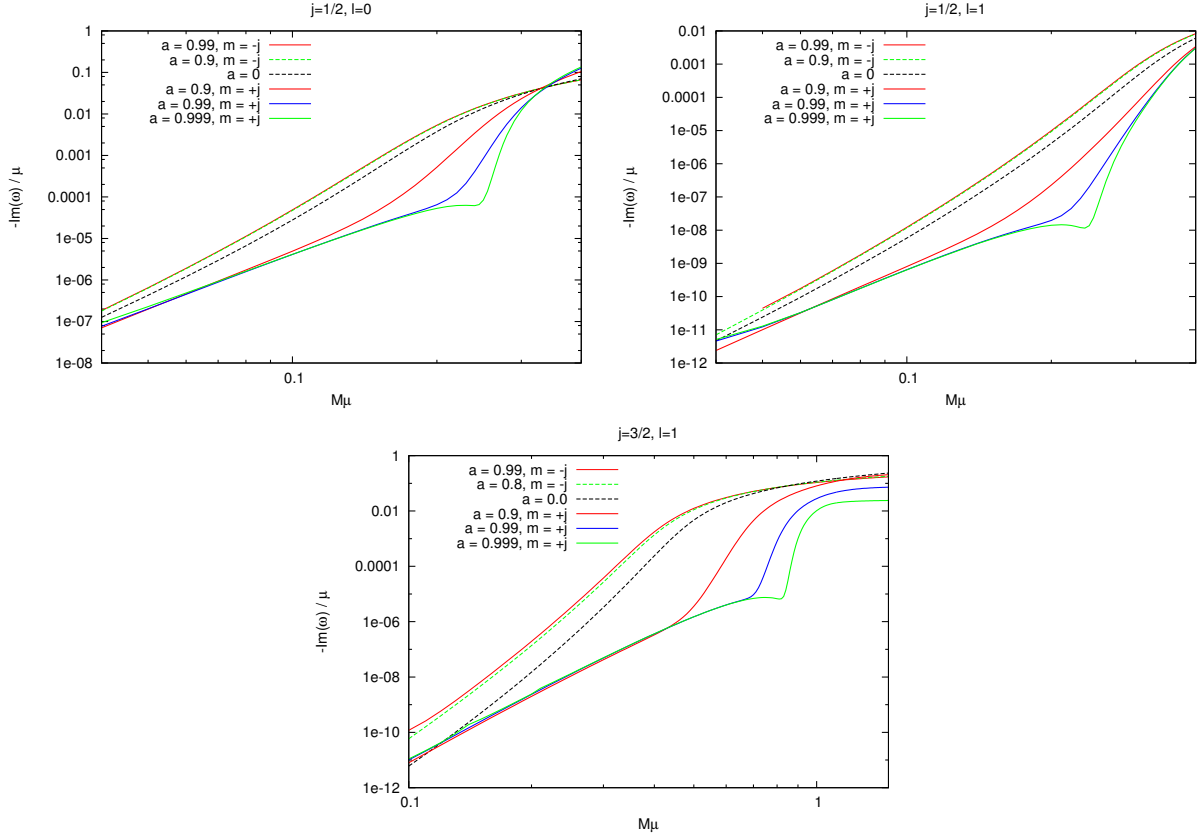 j=1/2, l=0
-Im(ω) / μ
1
0.1
0.01
0.001
0.0001
1e-05
1e-06
1e-07
1e-08
a = 0.99, m = -j
a = 0.9, m = -j
a = 0
a = 0.9, m = +j
a = 0.99, m = +j
a = 0.999, m = +j
0.1
Mμ
j=1/2, l=1
-Im(ω) / μ
0.01
0.001
0.0001
1e-05
1e-06
1e-07
1e-08
1e-09
1e-10
1e-11
1e-12
a = 0.99, m = -j
a = 0.9, m = -j
a = 0
a = 0.9, m = +j
a = 0.99, m = +j
a = 0.999, m = +j
0.1
Mμ
j=3/2, l=1
-Im(ω) / μ
1
0.01
0.0001
1e-06
1e-08
1e-10
1e-12
a = 0.99, m = -j
a = 0.8, m = -j
a = 0.0
a = 0.9, m = +j
a = 0.99, m = +j
a = 0.999, m = +j
0.1
1
Mμ